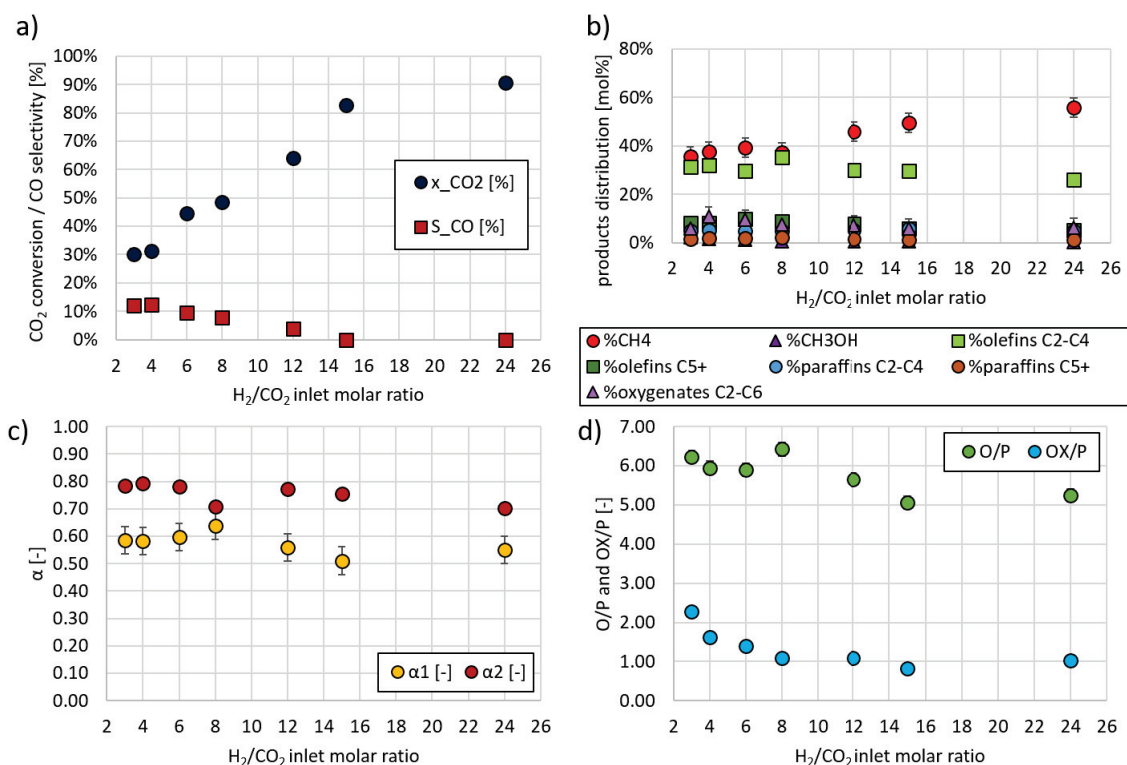 a)
CO₂ conversion / CO selectivity [%]
100%
90%
80%
70%
60%
50%
40%
30%
20%
10%
0%
x_CO2 [%]
S_CO [%]
2 4 6 8 10 12 14 16 18 20 22 24 26
H₂/CO₂ inlet molar ratio
b)
products distribution [mol%]
80%
60%
40%
20%
0%
2 4 6 8 10 12 14 16 18 20 22 24 26
H₂/CO₂ inlet molar ratio
%CH4 %CH3OH %olefins C2-C4
%olefins C5+ %paraffins C2-C4 %paraffins C5+
%oxygenates C2-C6
c)
α [-]
1.00
0.90
0.80
0.70
0.60
0.50
0.40
0.30
0.20
0.10
0.00
α1 [-] α2 [-]
2 4 6 8 10 12 14 16 18 20 22 24 26
H₂/CO₂ inlet molar ratio
d)
O/P and OX/P [-]
7.00
6.00
5.00
4.00
3.00
2.00
1.00
0.00
O/P OX/P
2 4 6 8 10 12 14 16 18 20 22 24 26
H₂/CO₂ inlet molar ratio